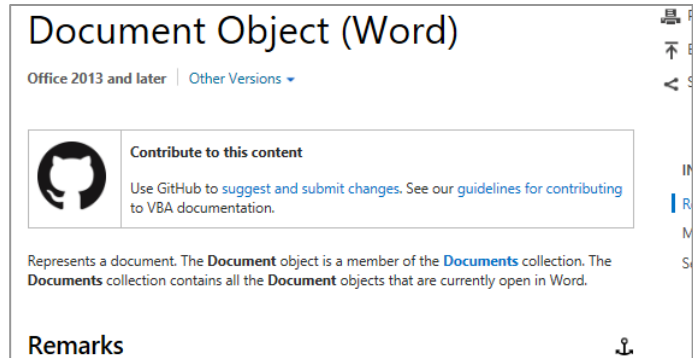 Document Object (Word)
Office 2013 and later Other Versions
Contribute to this content
Use GitHub to suggest and submit changes. See our guidelines for contributing
to VBA documentation.
Represents a document. The Document object is a member of the Documents collection. The
Documents collection contains all the Document objects that are currently open in Word.
Remarks